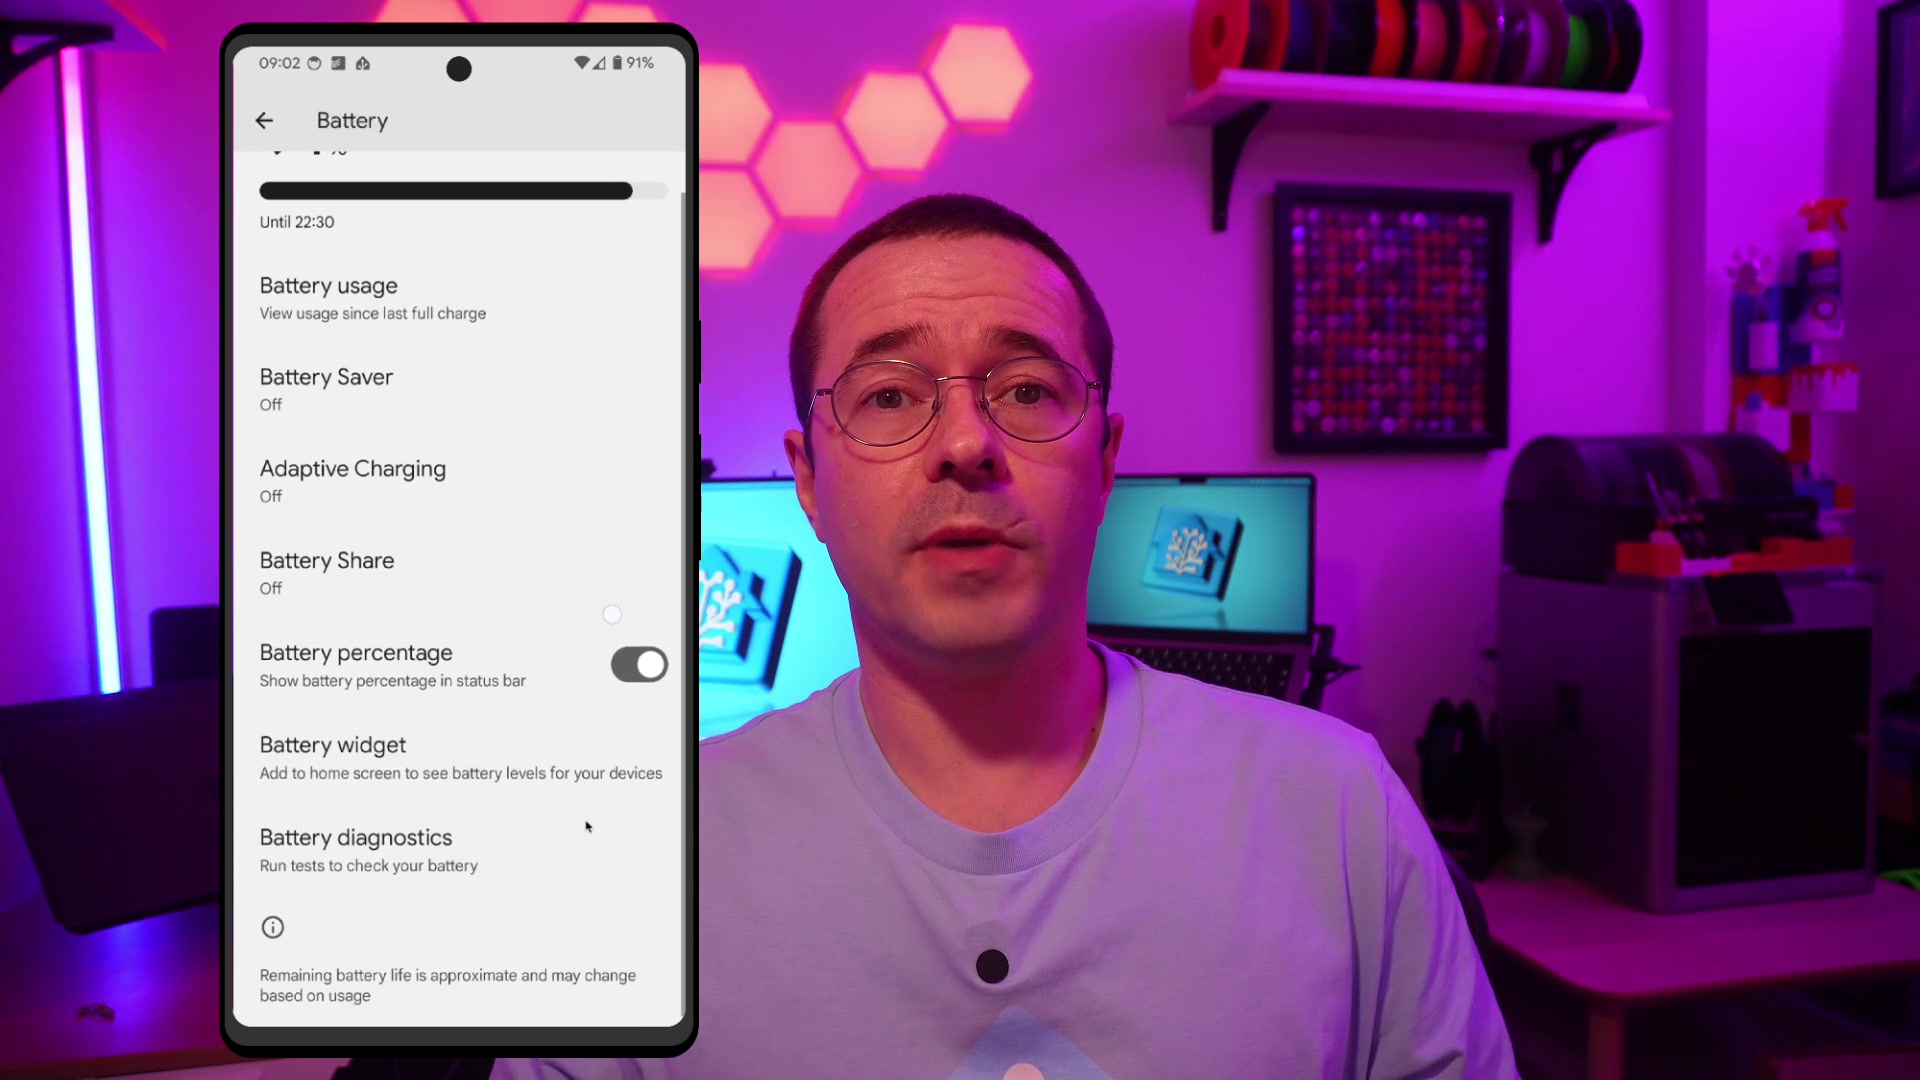 09:02
91%
Battery
Until 22:30
Battery usage
View usage since last full charge
Battery Saver
Off
Adaptive Charging
Off
Battery Share
Off
Battery percentage
Show battery percentage in status bar
Battery widget
Add to home screen to see battery levels for your devices
Battery diagnostics
Run tests to check your battery
Remaining battery life is approximate and may change
based on usage